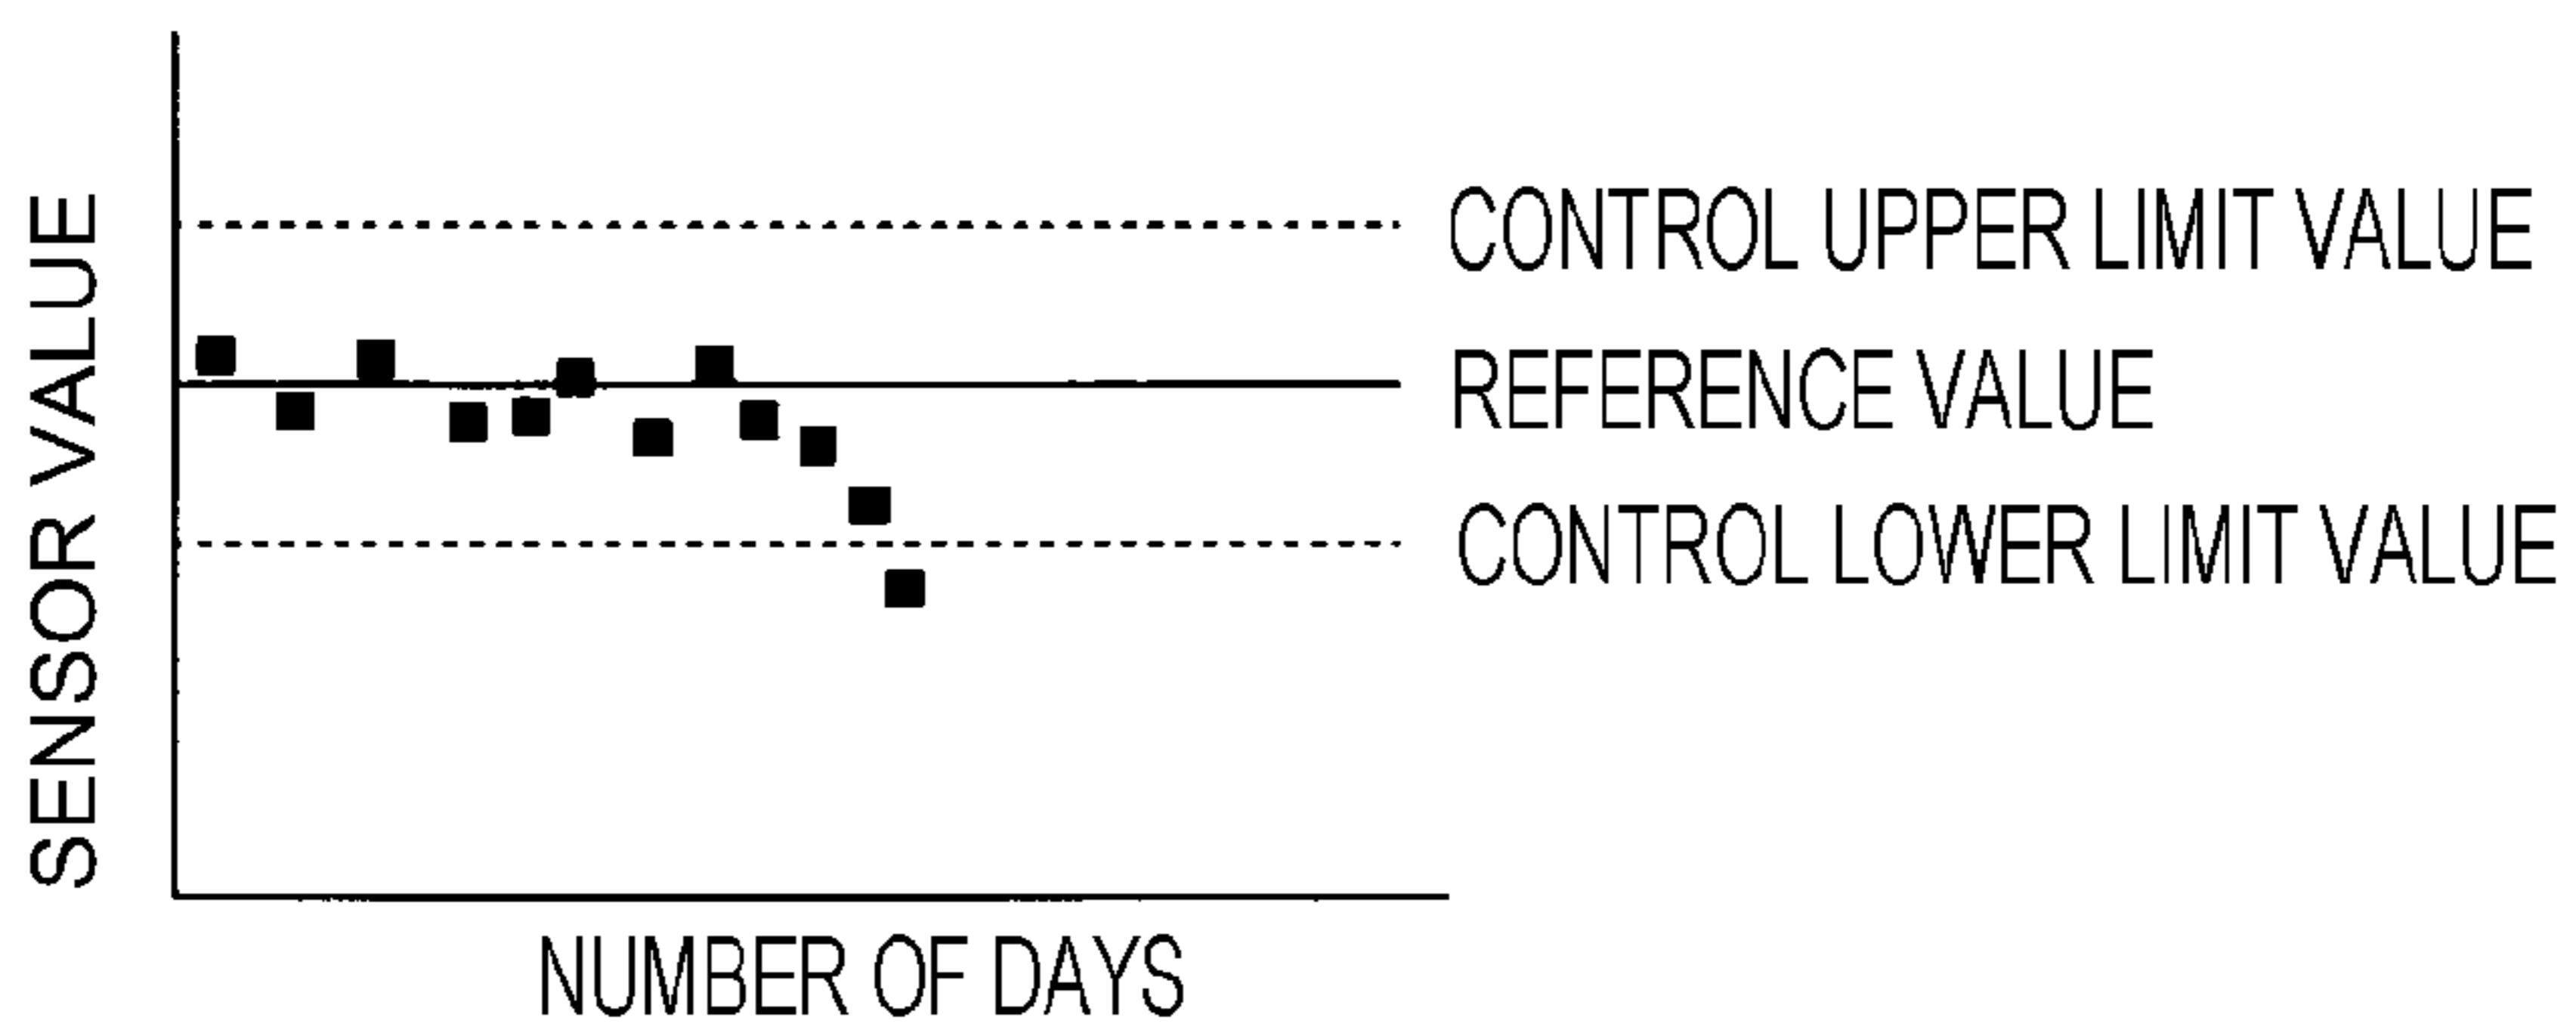 SENSOR VALUE
CONTROL UPPER LIMIT VALUE
REFERENCE VALUE
CONTROL LOWER LIMIT VALUE
NUMBER OF DAYS